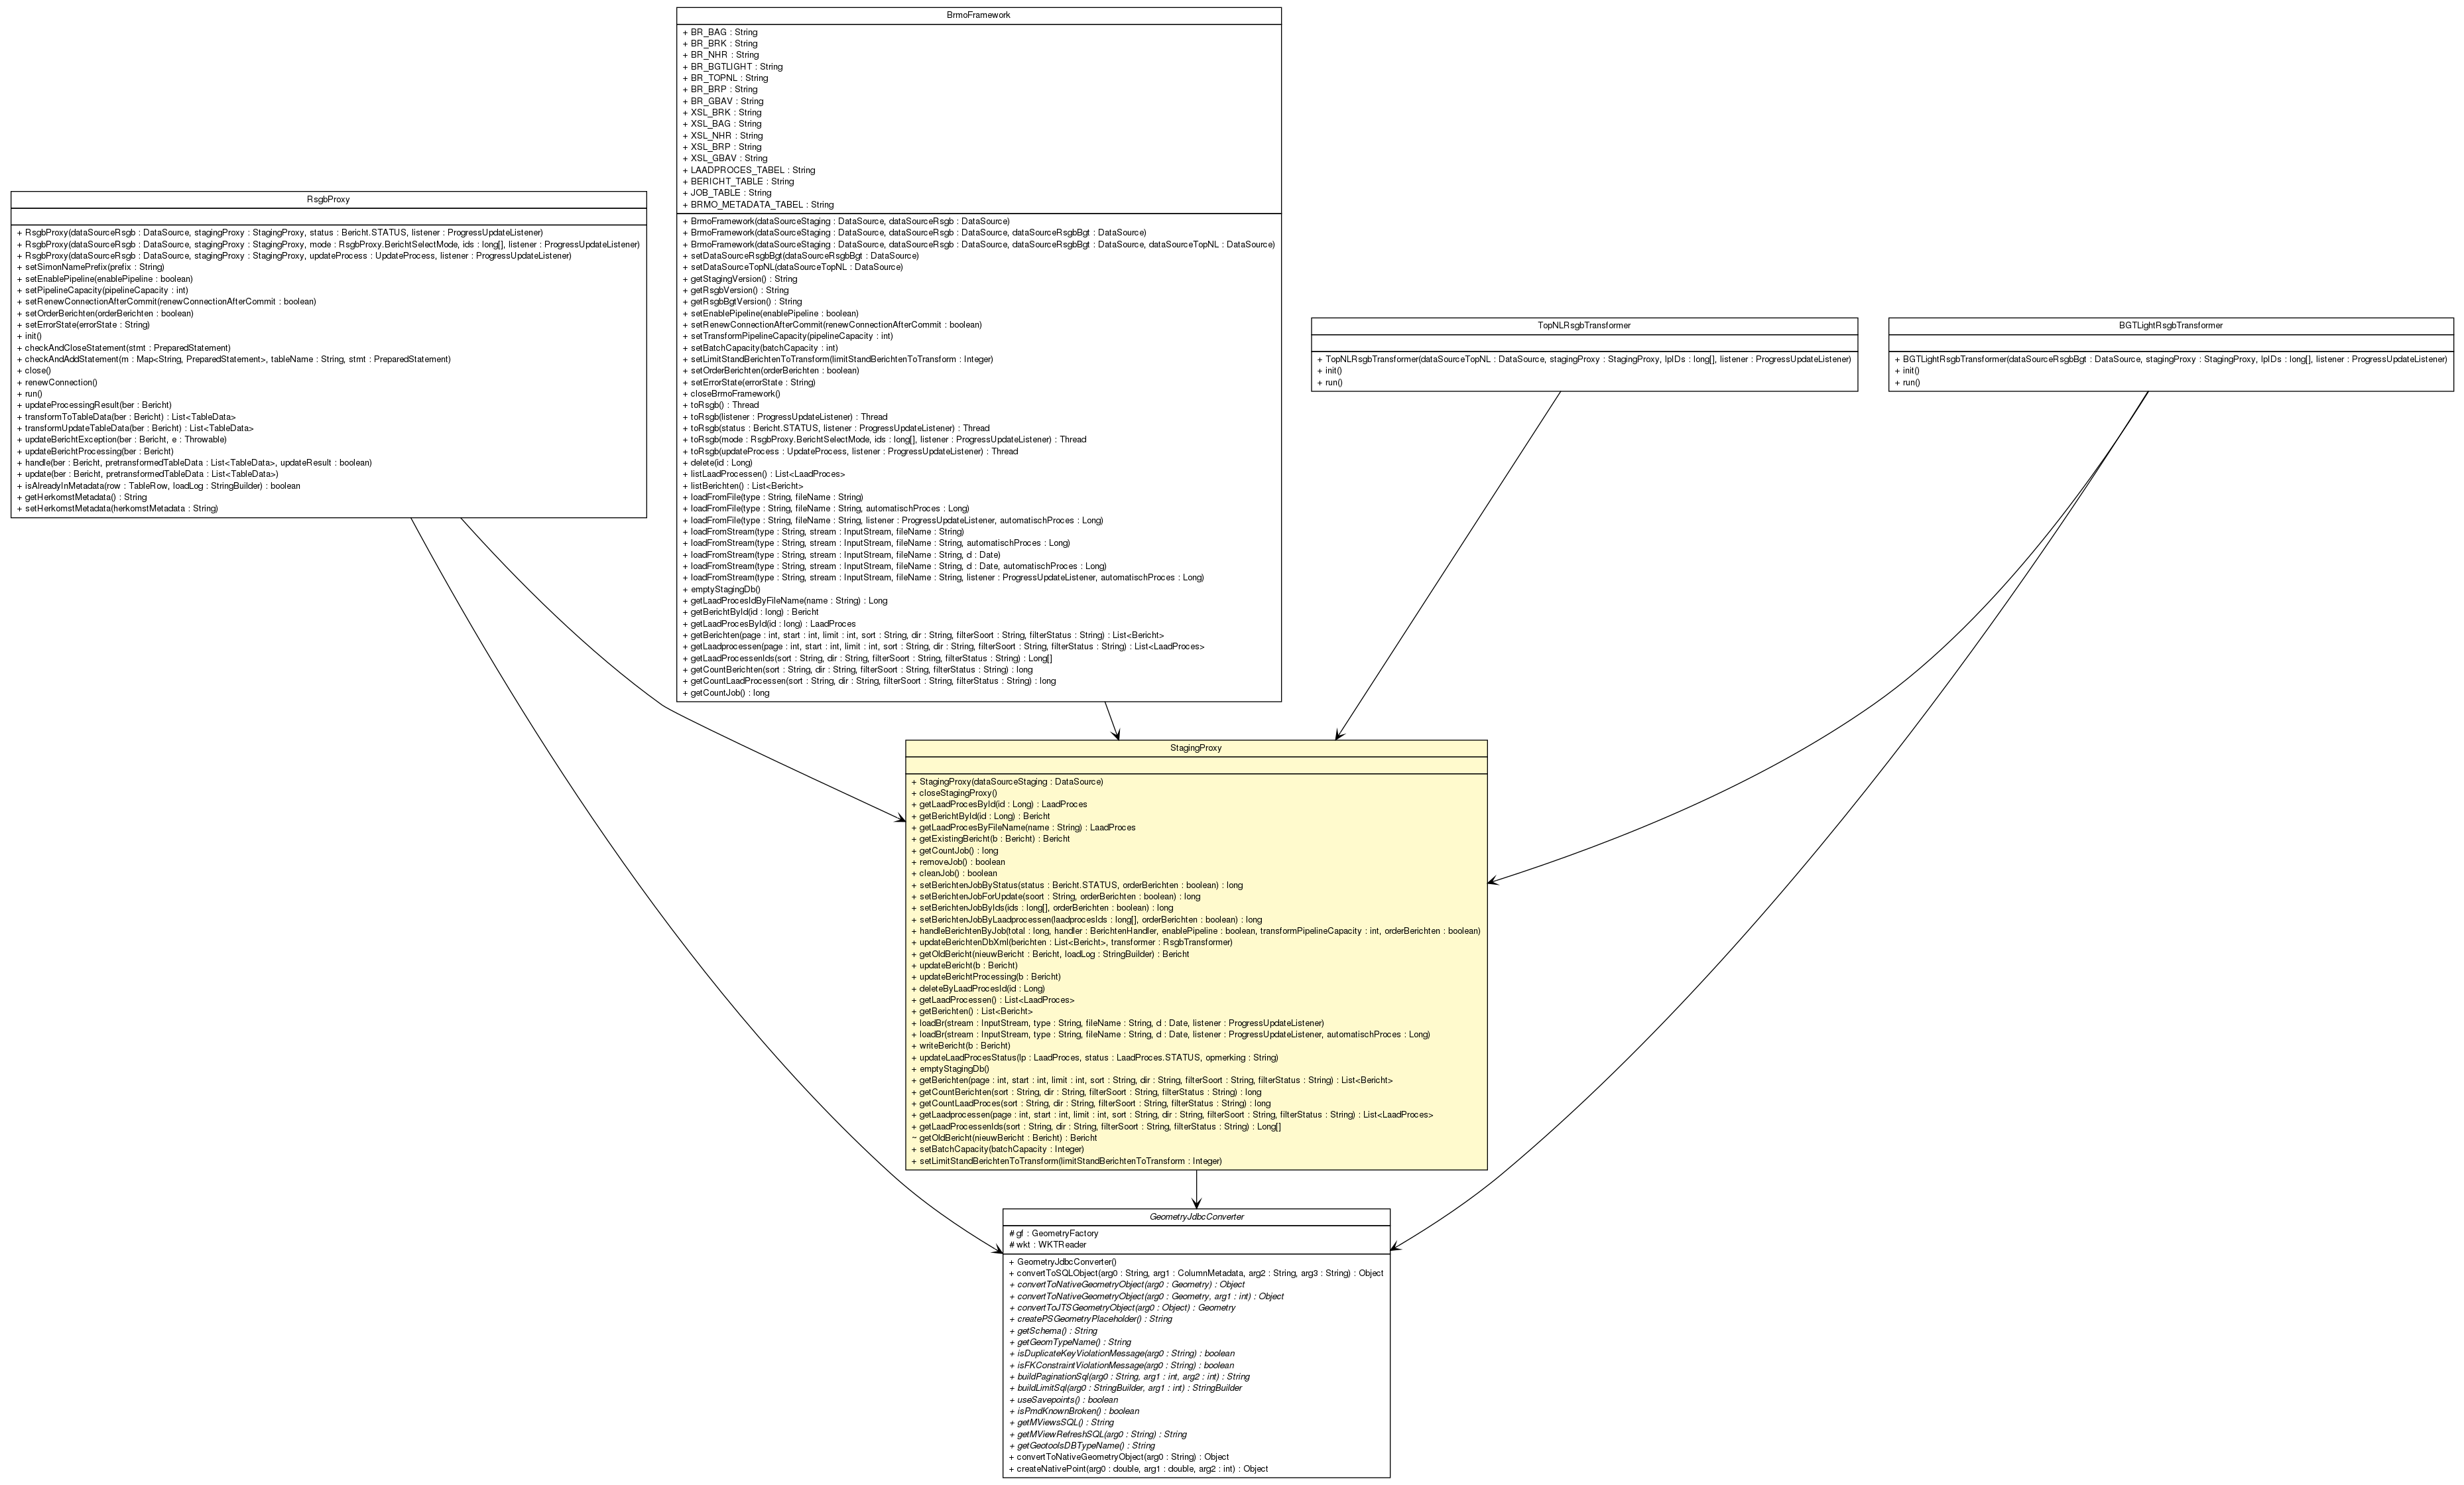 BrmoFramework
+ BR_BAG : String
+ BR_BRK : String
+ BR_NHR : String
+ BR_BGTLIGHT : String
+ BR_TOPNL : String
+ BR_BRP : String
+ BR_GBAV : String
+ XSL_BRK : String
+ XSL_BAG : String
+ XSL_NHR : String
+ XSL_BRP : String
+ XSL_GBAV : String
+ LAADPROCES_TABEL : String
+ BERICHT_TABLE : String
+ JOB_TABLE : String
+ BRMO_METADATA_TABEL : String
+ BrmoFramework(dataSourceStaging : DataSource, dataSourceRsgb : DataSource)
+ BrmoFramework(dataSourceStaging : DataSource, dataSourceRsgb : DataSource, dataSourceRsgbBgt : DataSource)
+ BrmoFramework(dataSourceStaging : DataSource, dataSourceRsgb : DataSource, dataSourceRsgbBgt : DataSource, dataSourceTopNL : DataSource)
+ setDataSourceRsgbBgt(dataSourceRsgbBgt : DataSource)
+ setDataSourceTopNL(dataSourceTopNL : DataSource)
+ getStagingVersion() : String
+ getRsgbVersion() : String
+ getRsgbBgtVersion() : String
+ setEnablePipeline(enablePipeline : boolean)
+ setRenewConnectionAfterCommit(renewConnectionAfterCommit : boolean)
+ setTransformPipelineCapacity(pipelineCapacity : int)
+ setBatchCapacity(batchCapacity : int)
+ setLimitStandBerichtenToTransform(limitStandBerichtenToTransform : Integer)
+ setOrderBerichten(orderBerichten : boolean)
+ setErrorState(errorState : String)
+ closeBrmoFramework()
+ toRsgb() : Thread
+ toRsgb(listener : ProgressUpdateListener) : Thread
+ toRsgb(status : Bericht.STATUS, listener : ProgressUpdateListener) : Thread
+ toRsgb(mode : RsgbProxy.BerichtSelectMode, ids : long[], listener : ProgressUpdateListener) : Thread
+ toRsgb(updateProcess : UpdateProcess, listener : ProgressUpdateListener) : Thread
+ delete(id : Long)
+ listLaadProcessen() : List<LaadProces>
+ listBerichten() : List<Bericht>
+ loadFromFile(type : String, fileName : String)
+ loadFromFile(type : String, fileName : String, automatischProces : Long)
+ loadFromFile(type : String, fileName : String, listener : ProgressUpdateListener, automatischProces : Long)
+ loadFromStream(type : String, stream : InputStream, fileName : String)
+ loadFromStream(type : String, stream : InputStream, fileName : String, automatischProces : Long)
+ loadFromStream(type : String, stream : InputStream, fileName : String, d : Date)
+ loadFromStream(type : String, stream : InputStream, fileName : String, d : Date, automatischProces : Long)
+ loadFromStream(type : String, stream : InputStream, fileName : String, listener : ProgressUpdateListener, automatischProces : Long)
+ emptyStagingDb()
+ getLaadProcesIdByFileName(name : String) : Long
+ getBerichtById(id : long) : Bericht
+ getLaadProcesById(id : long) : LaadProces
+ getBerichten(page : int, start : int, limit : int, sort : String, dir : String, filterSoort : String, filterStatus : String) : List<Bericht>
+ getLaadprocessen(page : int, start : int, limit : int, sort : String, dir : String, filterSoort : String, filterStatus : String) : List<LaadProces>
+ getLaadProcessenIds(sort : String, dir : String, filterSoort : String, filterStatus : String) : Long[]
+ getCountBerichten(sort : String, dir : String, filterSoort : String, filterStatus : String) : long
+ getCountLaadProcessen(sort : String, dir : String, filterSoort : String, filterStatus : String) : long
+ getCountJob() : long
RsgbProxy
+ RsgbProxy(dataSourceRsgb : DataSource, stagingProxy : StagingProxy, status : Bericht.STATUS, listener : ProgressUpdateListener)
+ RsgbProxy(dataSourceRsgb : DataSource, stagingProxy : StagingProxy, mode : RsgbProxy.BerichtSelectMode, ids : long[], listener : ProgressUpdateListener)
+ RsgbProxy(dataSourceRsgb : DataSource, stagingProxy : StagingProxy, updateProcess : UpdateProcess, listener : ProgressUpdateListener)
+ setSimonNamePrefix(prefix : String)
+ setEnablePipeline(enablePipeline : boolean)
+ setPipelineCapacity(pipelineCapacity : int)
+ setRenewConnectionAfterCommit(renewConnectionAfterCommit : boolean)
+ setOrderBerichten(orderBerichten : boolean)
+ setErrorState(errorState : String)
+ init()
+ checkAndCloseStatement(stmt : PreparedStatement)
+ checkAndAddStatement(m : Map<String, PreparedStatement>, tableName : String, stmt : PreparedStatement)
+ close()
+ renewConnection()
+ run()
+ updateProcessingResult(ber : Bericht)
+ transformToTableData(ber : Bericht) : List<TableData>
+ transformUpdateTableData(ber : Bericht) : List<TableData>
+ updateBerichtException(ber : Bericht, e : Throwable)
+ updateBerichtProcessing(ber : Bericht)
+ handle(ber : Bericht, pretransformedTableData : List<TableData>, updateResult : boolean)
+ update(ber : Bericht, pretransformedTableData : List<TableData>)
+ isAlreadyInMetadata(row : TableRow, loadLog : StringBuilder) : boolean
+ getHerkomstMetadata() : String
+ setHerkomstMetadata(herkomstMetadata : String)
TopNLRsgbTransformer
+ TopNLRsgbTransformer(dataSourceTopNL : DataSource, stagingProxy : StagingProxy, lpIDs : long[], listener : ProgressUpdateListener)
+ init()
+ run()
BGTLightRsgbTransformer
+ BGTLightRsgbTransformer(dataSourceRsgbBgt : DataSource, stagingProxy : StagingProxy, lpIDs : long[], listener : ProgressUpdateListener)
+ init()
+ run()
StagingProxy
+ StagingProxy(dataSourceStaging : DataSource)
+ closeStagingProxy()
+ getLaadProcesById(id : Long) : LaadProces
+ getBerichtById(id : Long) : Bericht
+ getLaadProcesByFileName(name : String) : LaadProces
+ getExistingBericht(b : Bericht) : Bericht
+ getCountJob() : long
+ removeJob() : boolean
+ cleanJob() : boolean
+ setBerichtenJobByStatus(status : Bericht.STATUS, orderBerichten : boolean) : long
+ setBerichtenJobForUpdate(soort : String, orderBerichten : boolean) : long
+ setBerichtenJobByIds(ids : long[], orderBerichten : boolean) : long
+ setBerichtenJobByLaadprocessen(laadprocesIds : long[], orderBerichten : boolean) : long
+ handleBerichtenByJob(total : long, handler : BerichtenHandler, enablePipeline : boolean, transformPipelineCapacity : int, orderBerichten : boolean)
+ updateBerichtenDbXml(berichten : List<Bericht>, transformer : RsgbTransformer)
+ getOldBericht(nieuwBericht : Bericht, loadLog : StringBuilder) : Bericht
+ updateBericht(b : Bericht)
+ updateBerichtProcessing(b : Bericht)
+ deleteByLaadProcesId(id : Long)
+ getLaadProcessen() : List<LaadProces>
+ getBerichten() : List<Bericht>
+ loadBr(stream : InputStream, type : String, fileName : String, d : Date, listener : ProgressUpdateListener)
+ loadBr(stream : InputStream, type : String, fileName : String, d : Date, listener : ProgressUpdateListener, automatischProces : Long)
+ writeBericht(b : Bericht)
+ updateLaadProcesStatus(lp : LaadProces, status : LaadProces.STATUS, opmerking : String)
+ emptyStagingDb()
+ getBerichten(page : int, start : int, limit : int, sort : String, dir : String, filterSoort : String, filterStatus : String) : List<Bericht>
+ getCountBerichten(sort : String, dir : String, filterSoort : String, filterStatus : String) : long
+ getCountLaadProces(sort : String, dir : String, filterSoort : String, filterStatus : String) : long
+ getLaadprocessen(page : int, start : int, limit : int, sort : String, dir : String, filterSoort : String, filterStatus : String) : List<LaadProces>
+ getLaadProcessenIds(sort : String, dir : String, filterSoort : String, filterStatus : String) : Long[]
~ getOldBericht(nieuwBericht : Bericht) : Bericht
+ setBatchCapacity(batchCapacity : Integer)
+ setLimitStandBerichtenToTransform(limitStandBerichtenToTransform : Integer)
GeometryJdbcConverter
# gf : GeometryFactory
# wkt : WKTReader
+ GeometryJdbcConverter()
+ convertToSQLObject(arg0 : String, arg1 : ColumnMetadata, arg2 : String, arg3 : String) : Object
+ convertToNativeGeometryObject(arg0 : Geometry) : Object
+ convertToNativeGeometryObject(arg0 : Geometry, arg1 : int) : Object
+ convertToJTSGeometryObject(arg0 : Object) : Geometry
+ createPSGeometryPlaceholder() : String
+ getSchema() : String
+ getGeomTypeName() : String
+ isDuplicateKeyViolationMessage(arg0 : String) : boolean
+ isFKConstraintViolationMessage(arg0 : String) : boolean
+ buildPaginationSql(arg0 : String, arg1 : int, arg2 : int) : String
+ buildLimitSql(arg0 : StringBuilder, arg1 : int) : StringBuilder
+ useSavepoints() : boolean
+ isPmdKnownBroken() : boolean
+ getMViewsSQL() : String
+ getMViewRefreshSQL(arg0 : String) : String
+ getGeotoolsDBTypeName() : String
+ convertToNativeGeometryObject(arg0 : String) : Object
+ createNativePoint(arg0 : double, arg1 : double, arg2 : int) : Object